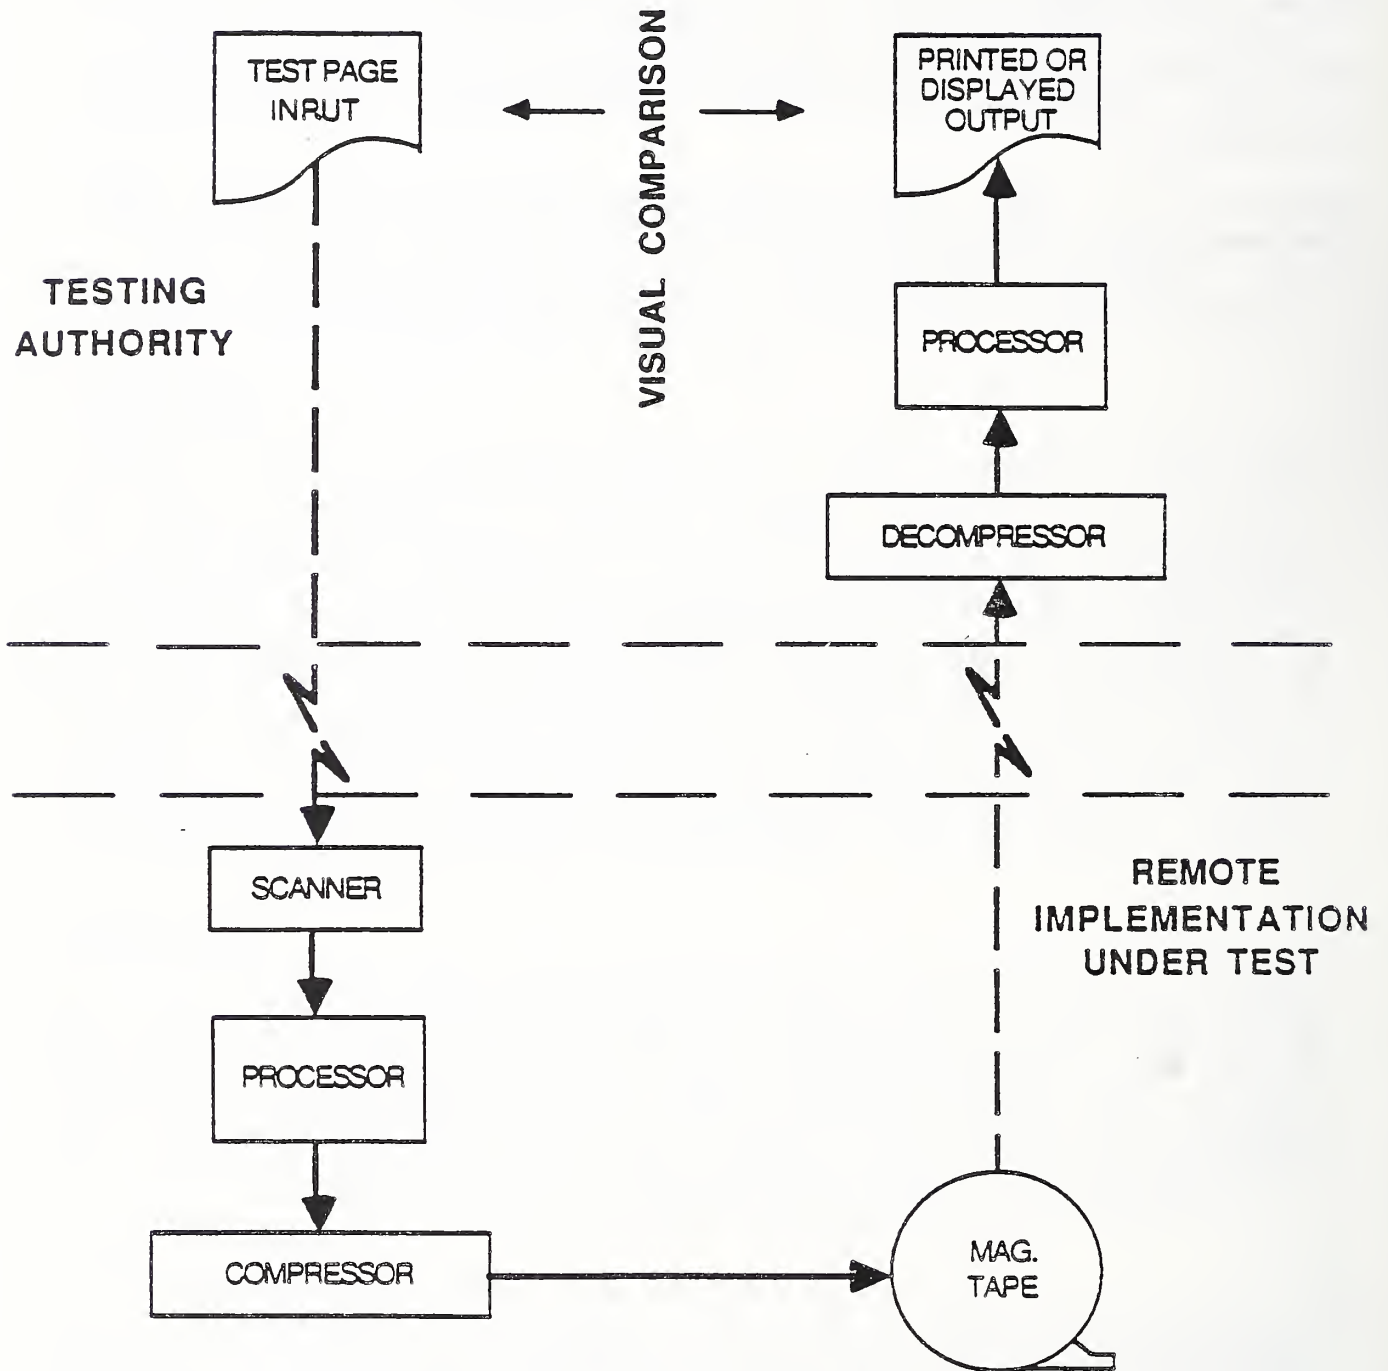 TEST PAGE
INPUT
VISUAL COMPARISON
PRINTED OR
DISPLAYED
OUTPUT
TESTING
AUTHORITY
PROCESSOR
DECOMPRESSOR
SCANNER
REMOTE
IMPLEMENTATION
UNDER TEST
PROCESSOR
COMPRESSOR
MAG.
TAPE